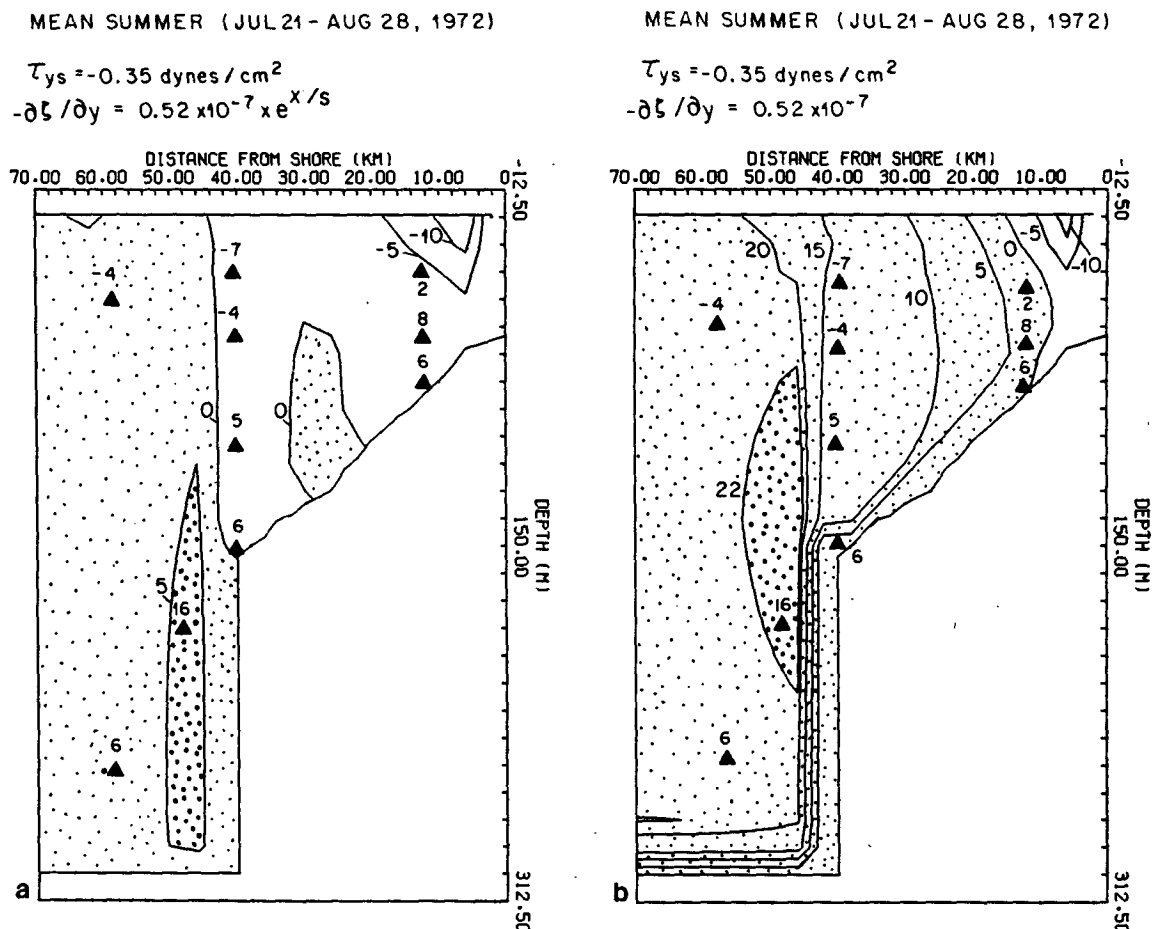 MEAN SUMMER (JUL 21 - AUG 28, 1972)
τys = -0.35 dynes/cm²
-∂ζ/∂y = 0.52 x10⁻⁷ x e^x/s
DISTANCE FROM SHORE (KM)
70.00 60.00 50.00 40.00 30.00 20.00 10.00 0
-12.50
-10
-5
-7
-4
2
-4
8
6
0
0
5
6
5
16
6
150.00
DEPTH (M)
312.50
a
MEAN SUMMER (JUL 21 - AUG 28, 1972)
τys = -0.35 dynes/cm²
-∂ζ/∂y = 0.52 x10⁻⁷
DISTANCE FROM SHORE (KM)
70.00 60.00 50.00 40.00 30.00 20.00 10.00 0
-12.50
20
15
0
-5
-7
5
-10
-4
10
2
-4
8
6
5
22
6
16
6
150.00
DEPTH (M)
312.50
b